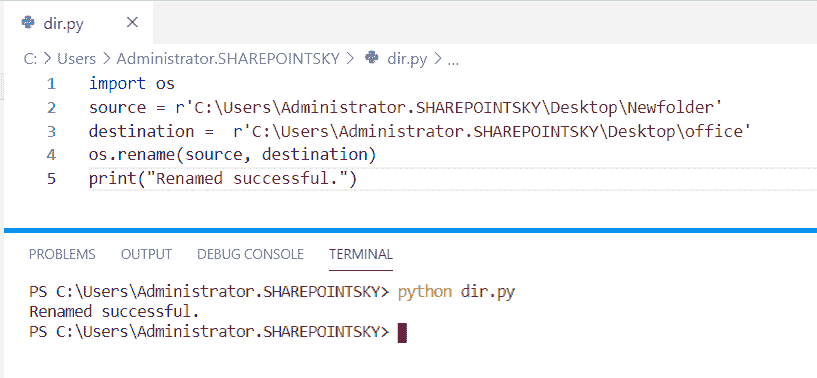 dir.py ×
C: > Users > Administrator.SHAREPOINTSKY > dir.py > ...
1 import os
2 source = r'C:\Users\Administrator.SHAREPOINTSKY\Desktop\Newfolder'
3 destination =  r'C:\Users\Administrator.SHAREPOINTSKY\Desktop\office'
4 os.rename(source, destination)
5 print("Renamed successful.")
PROBLEMS OUTPUT DEBUG CONSOLE TERMINAL
PS C:\Users\Administrator.SHAREPOINTSKY> python dir.py
Renamed successful.
PS C:\Users\Administrator.SHAREPOINTSKY>